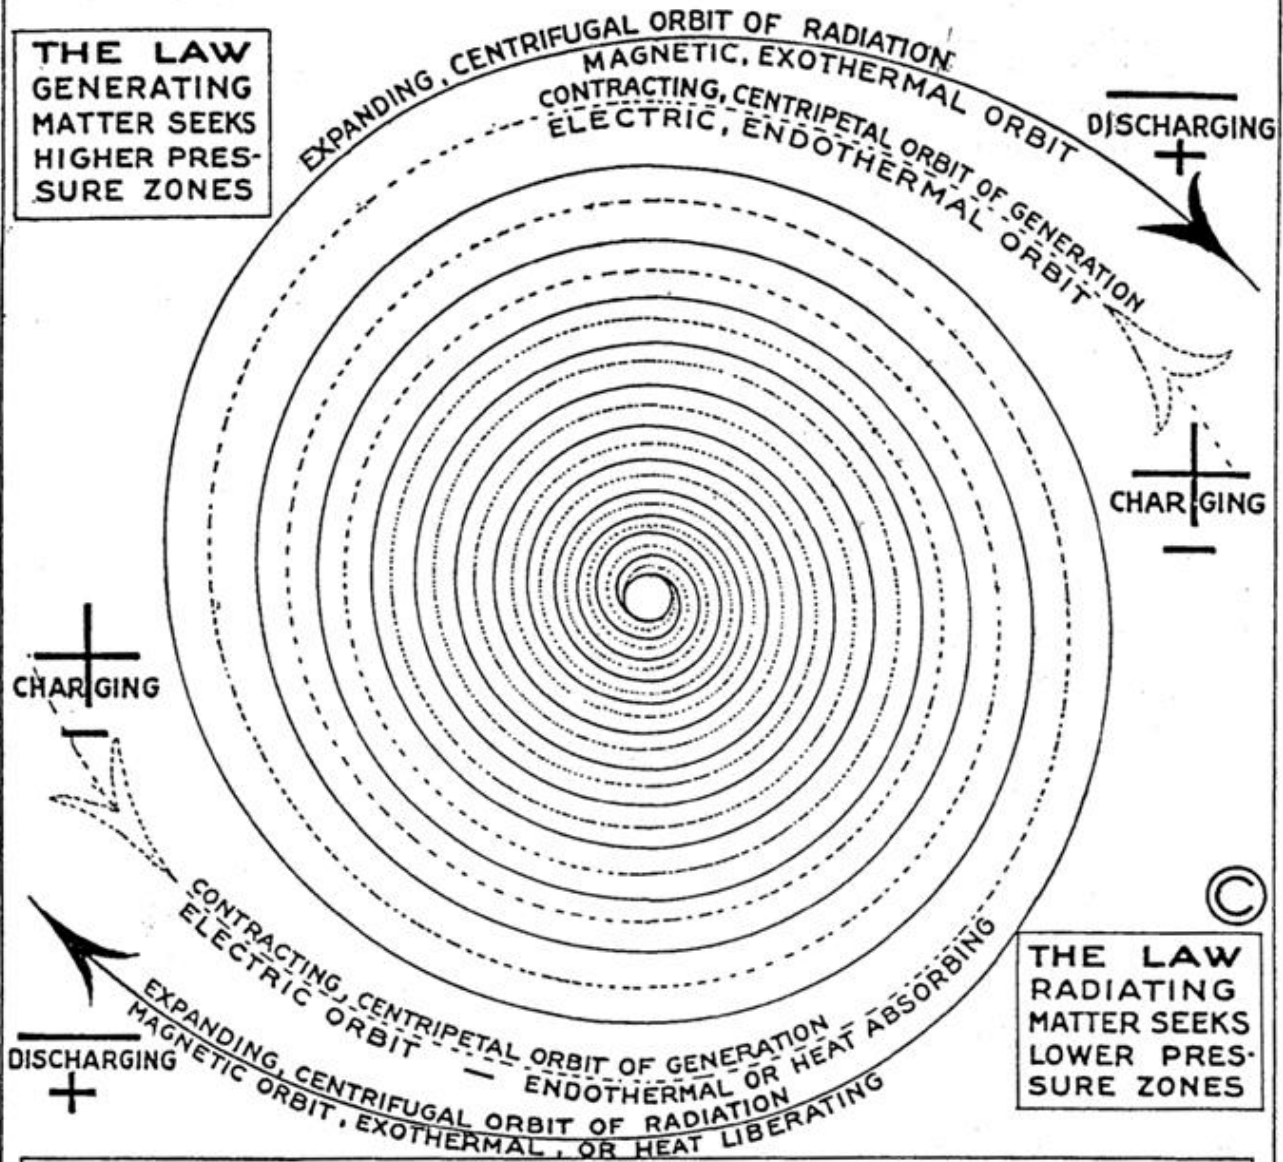 THE LAW
GENERATING
MATTER SEEKS
HIGHER PRES-
SURE ZONES
EXPANDING, CENTRIFUGAL ORBIT OF RADIATION
MAGNETIC, EXOTHERMAL ORBIT
CONTRACTING, CENTRIPETAL ORBIT OF GENERATION
ELECTRIC, ENDOTHERMAL ORBIT
—
DISCHARGING
+
+
CHARGING
—
+
CHARGING
—
CONTRACTING, CENTRIPETAL ORBIT OF GENERATION
ELECTRIC ORBIT — ENDOTHERMAL OR HEAT ABSORBING
EXPANDING, CENTRIFUGAL ORBIT OF RADIATION
MAGNETIC ORBIT, EXOTHERMAL, OR HEAT LIBERATING
—
DISCHARGING
+
©
THE LAW
RADIATING
MATTER SEEKS
LOWER PRES-
SURE ZONES